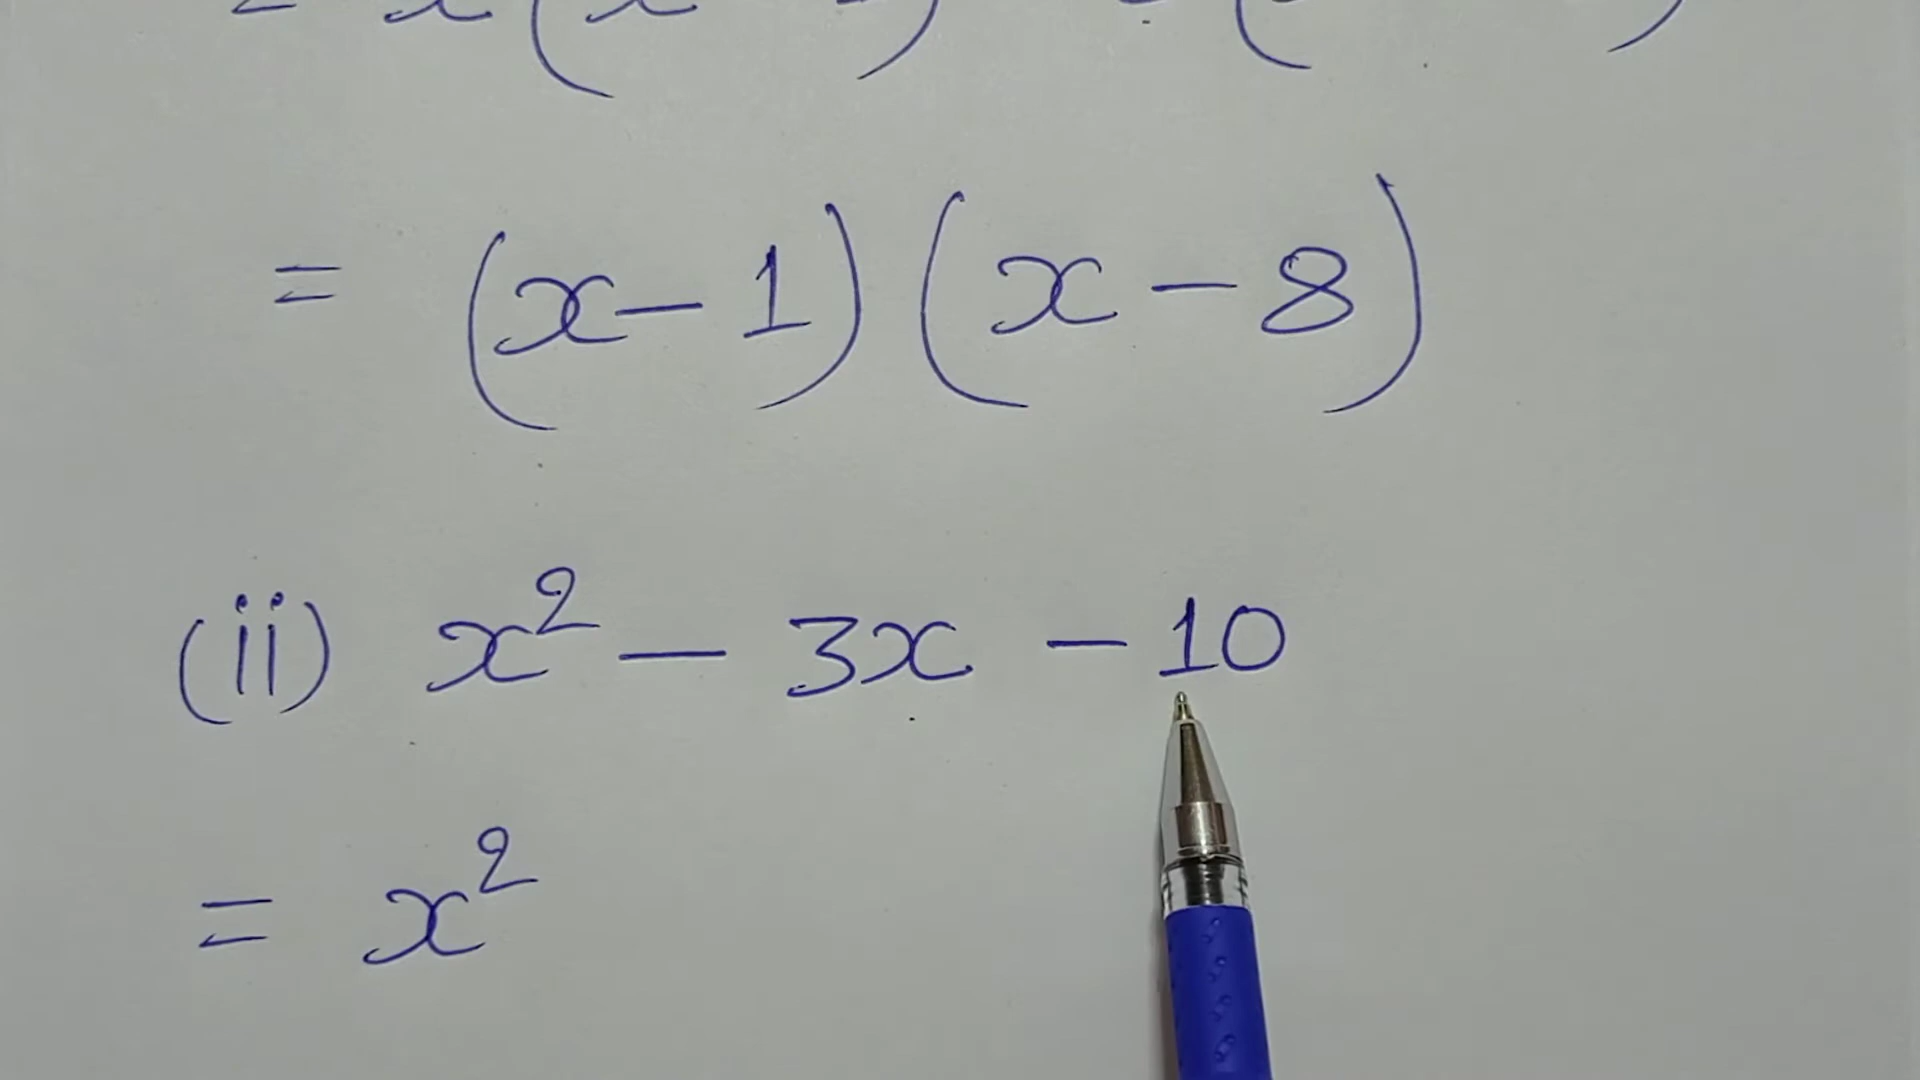 = (x - 1) (x - 8)
(ii) x² - 3x - 10
= x²